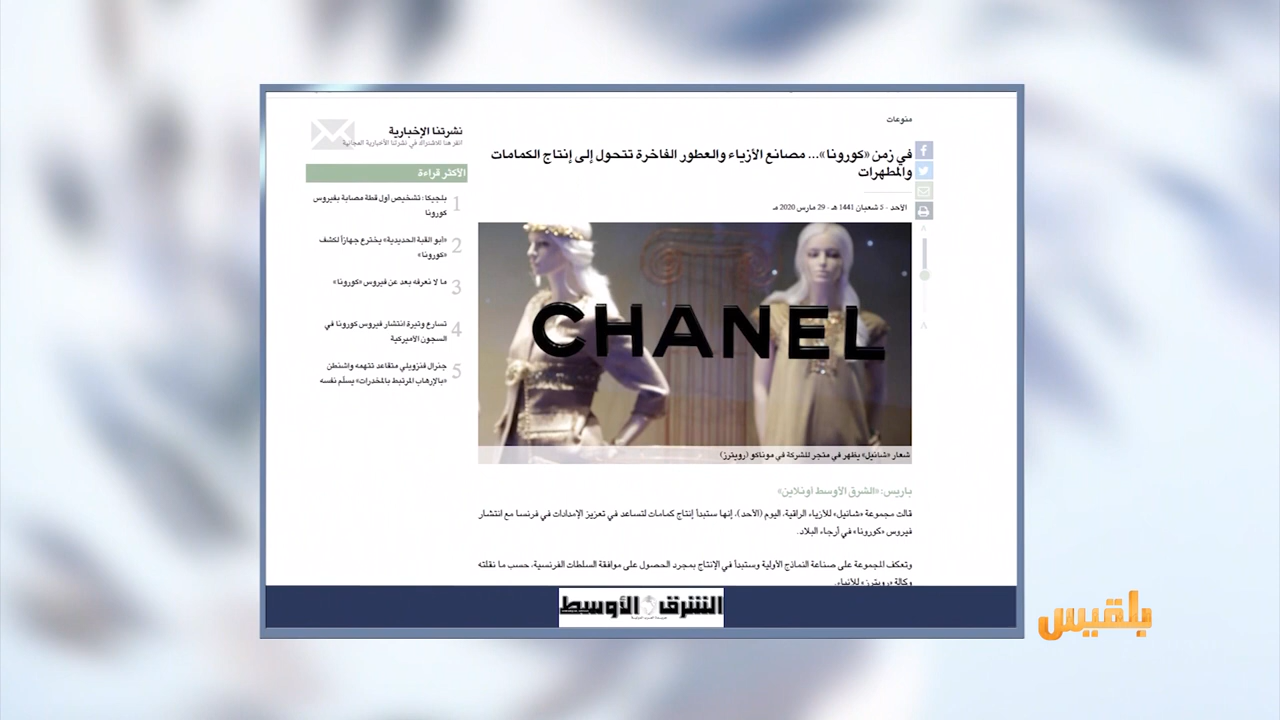 منوعات
في زمن «كورونا»... مصانع الأزياء والعطور الفاخرة تتحول إلى إنتاج الكمامات
والمطهرات
الأحد - 5 شعبان 1441 هـ - 29 مارس 2020 مـ
CHANEL
شعار «شانيل» يظهر في متجر للشركة في موناكو (رويترز)
باريس: «الشرق الأوسط أونلاين»
قالت مجموعة «شانيل» للأزياء الراقية، اليوم (الأحد)، إنها ستبدأ إنتاج كمامات لتساعد في تعزيز الإمدادات في فرنسا مع انتشار
فيروس «كورونا» في أرجاء البلاد.
وتعكف المجموعة على صناعة النماذج الأولية وستبدأ في الإنتاج بمجرد الحصول على موافقة السلطات الفرنسية، حسب ما نقلته
وكالة «رويترز» للأنباء.
نشرتنا الإخبارية
انقر هنا للاشتراك في نشرتنا الأخبارية المجانية
الأكثر قراءة
1 بلجيكا: تشخيص أول قطة مصابة بفيروس
كورونا
2 «أبو القبة الحديدية» يخترع جهازاً لكشف
«كورونا»
3 ما لا نعرفه بعد عن فيروس «كورونا»
4 تسارع وتيرة انتشار فيروس كورونا في
السجون الأميركية
5 جنرال فنزويلي متقاعد تتهمه واشنطن
«بالإرهاب المرتبط بالمخدرات» يسلّم نفسه
الشرق الأوسط
بلقيس